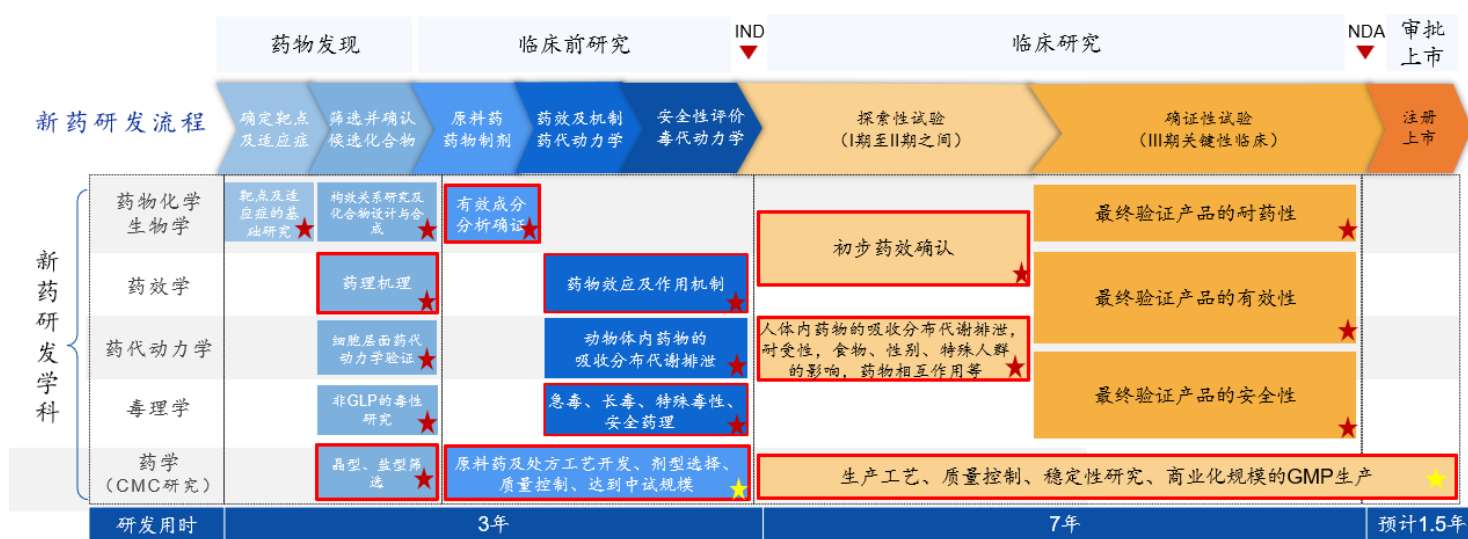 药物发现
临床前研究
IND
临床研究
NDA
审批
上市
新药研发流程
确定靶点
及适应症
筛选并确认
候选化合物
原料药
药物制剂
药效及机制
药代动力学
安全性评价
毒代动力学
探索性试验
(I期至II期之间)
确证性试验
(III期关键性临床)
注册
上市
新药研发学科
药物化学
生物学
靶点及适
应症的基
础研究
构效关系研究及
化合物设计与合
成
有效成分
分析确证
初步药效确认
最终验证产品的耐药性
药效学
药理机理
药物效应及作用机制
最终验证产品的有效性
药代动力学
细胞层面药代
动力学验证
动物体内药物的
吸收分布代谢排泄
人体内药物的吸收分布代谢排泄，
耐受性，食物、性别、特殊人群
的影响，药物相互作用等
毒理学
非GLP的毒性
研究
急毒、长毒、特殊毒性、
安全药理
最终验证产品的安全性
药学
（CMC研究）
晶型、盐型筛
选
原料药及处方工艺开发、剂型选择、
质量控制、达到中试规模
生产工艺、质量控制、稳定性研究、商业化规模的GMP生产
研发用时
3年
7年
预计1.5年